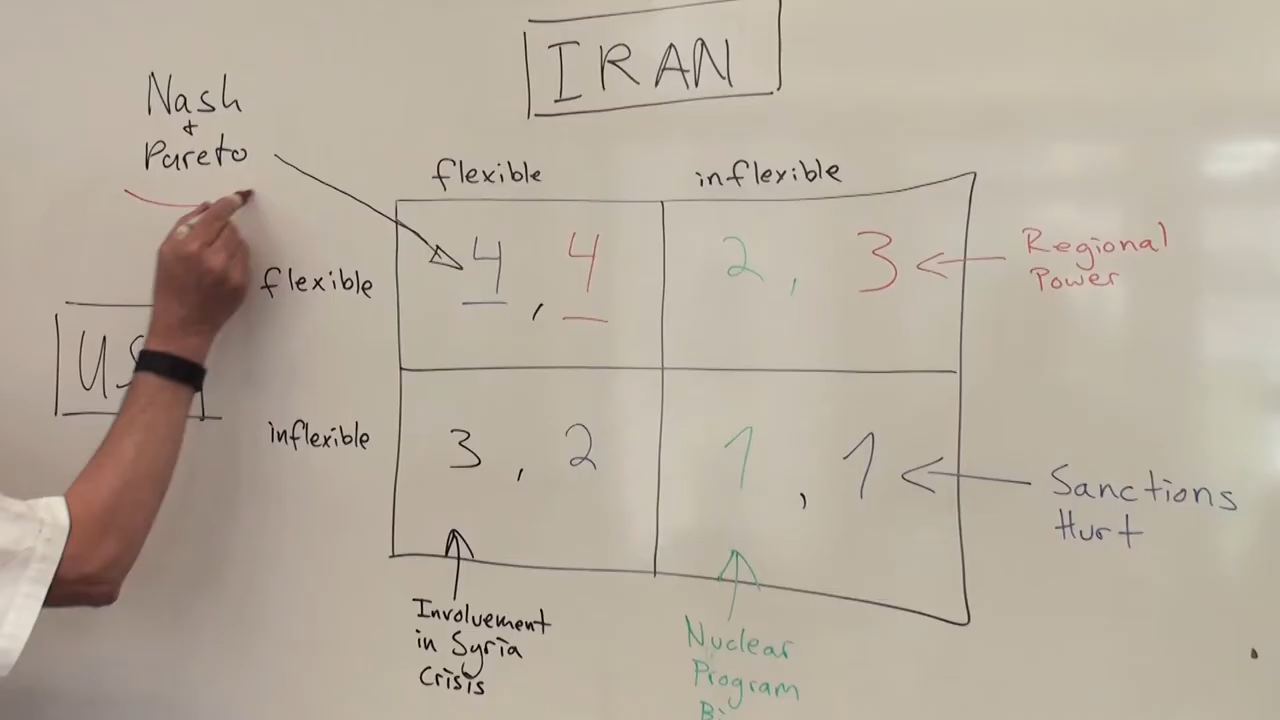 IRAN
Nash
+
Pareto
flexible inflexible
flexible 4, 4 2, 3 Regional
Power
inflexible 3, 2 1, 1 Sanctions
Hurt
Involvement
in Syria
Crisis
Nuclear
Program